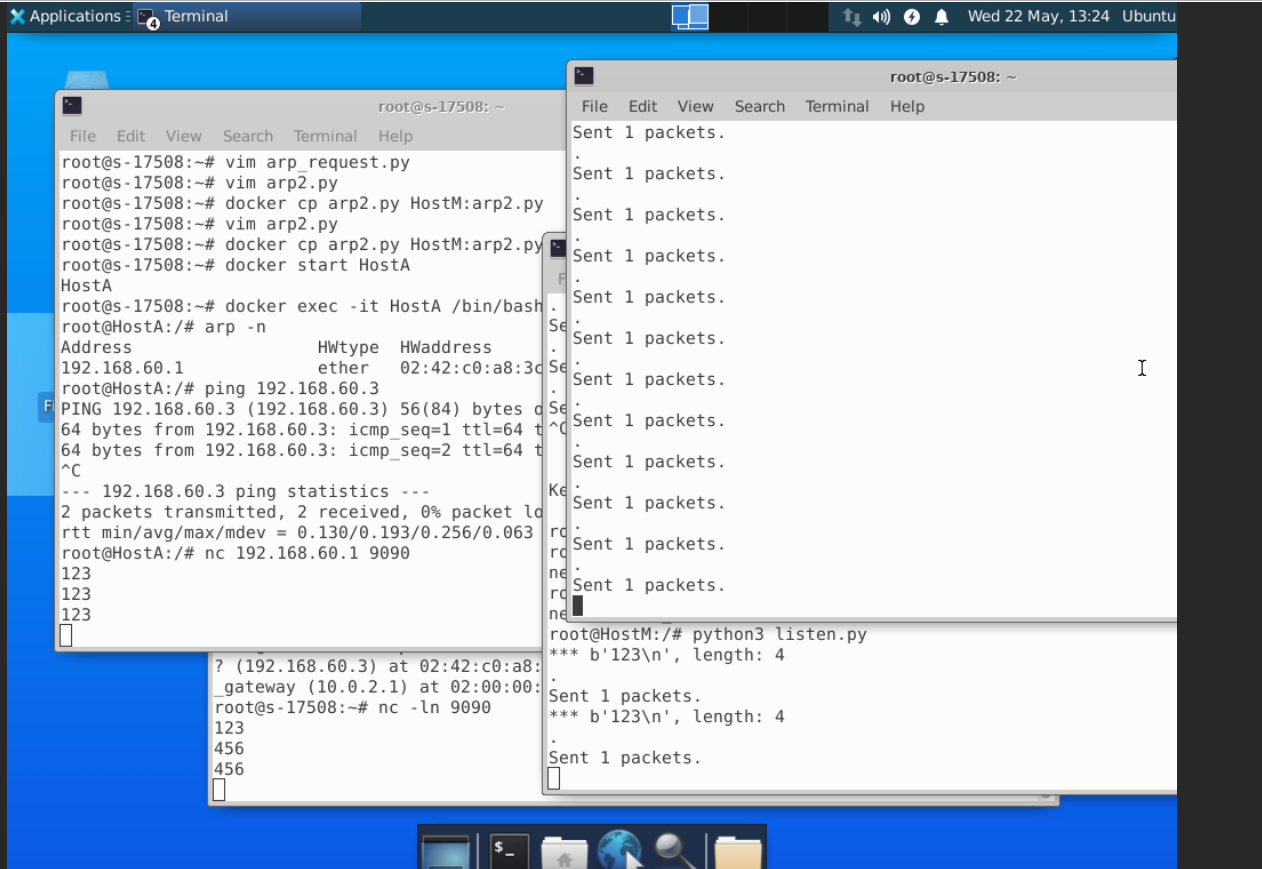 Applications
Terminal
4
Wed 22 May, 13:24 Ubuntu
root@s-17508: ~
File Edit View Search Terminal Help
root@s-17508:~# vim arp_request.py
root@s-17508:~# vim arp2.py
root@s-17508:~# docker cp arp2.py HostM:arp2.py
root@s-17508:~# vim arp2.py
root@s-17508:~# docker cp arp2.py HostM:arp2.py
root@s-17508:~# docker start HostA
HostA
root@s-17508:~# docker exec -it HostA /bin/bash
root@HostA:/# arp -n
Address HWtype HWaddress
192.168.60.1 ether 02:42:c0:a8:3c
root@HostA:/# ping 192.168.60.3
PING 192.168.60.3 (192.168.60.3) 56(84) bytes o
64 bytes from 192.168.60.3: icmp_seq=1 ttl=64 t
64 bytes from 192.168.60.3: icmp_seq=2 ttl=64 t
^C
--- 192.168.60.3 ping statistics ---
2 packets transmitted, 2 received, 0% packet lo
rtt min/avg/max/mdev = 0.130/0.193/0.256/0.063
root@HostA:/# nc 192.168.60.1 9090
123
123
123
? (192.168.60.3) at 02:42:c0:a8:
_gateway (10.0.2.1) at 02:00:00:
root@s-17508:~# nc -ln 9090
123
456
456
root@s-17508: ~
File Edit View Search Terminal Help
Sent 1 packets.
.
Sent 1 packets.
.
Sent 1 packets.
.
Sent 1 packets.
.
Sent 1 packets.
.
Sent 1 packets.
.
Sent 1 packets.
.
Sent 1 packets.
.
Sent 1 packets.
.
Sent 1 packets.
.
Sent 1 packets.
.
Sent 1 packets.
F
.
Se
.
Se
.
Se
^C
Ke
ro
ro
ne
ro
ne
root@HostM:/# python3 listen.py
*** b'123\n', length: 4
.
Sent 1 packets.
*** b'123\n', length: 4
.
Sent 1 packets.
Fi
$_